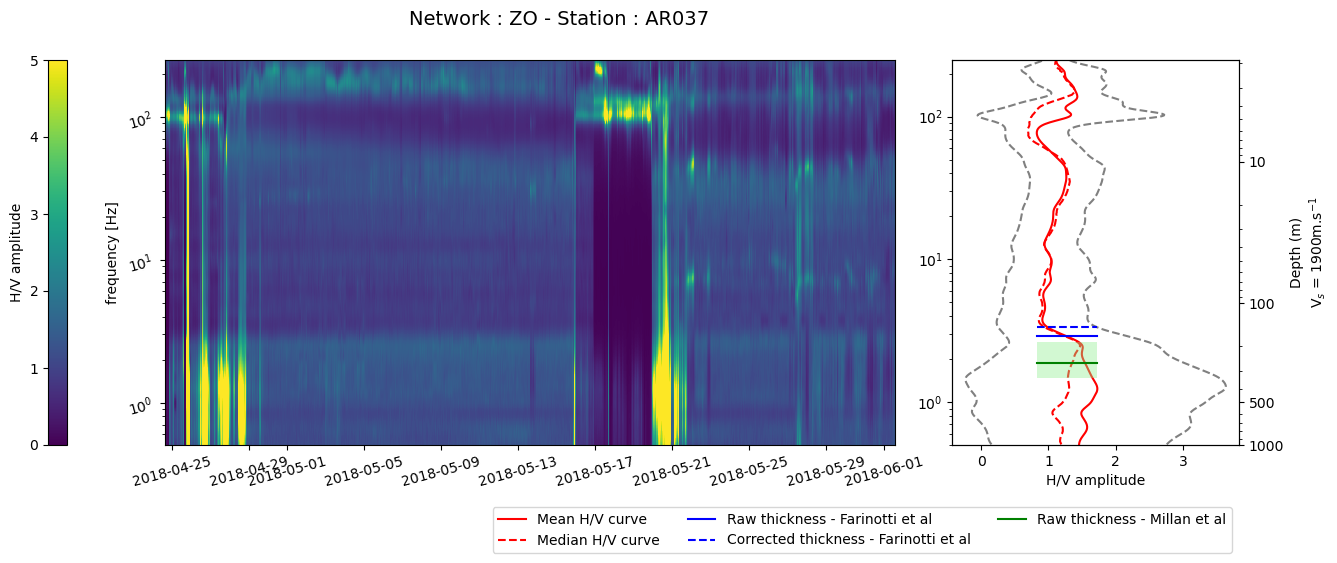 Network : ZO - Station : AR037
H/V amplitude
5
4
3
2
1
0
frequency [Hz]
10²
10¹
10⁰
2018-04-25
2018-04-29
2018-05-01
2018-05-05
2018-05-09
2018-05-13
2018-05-17
2018-05-21
2018-05-25
2018-05-29
2018-06-01
10²
10¹
10⁰
0
1
2
3
H/V amplitude
10
100
500
1000
Depth (m)
Vₛ = 1900m.s⁻¹
Mean H/V curve
Median H/V curve
Raw thickness - Farinotti et al
Corrected thickness - Farinotti et al
Raw thickness - Millan et al